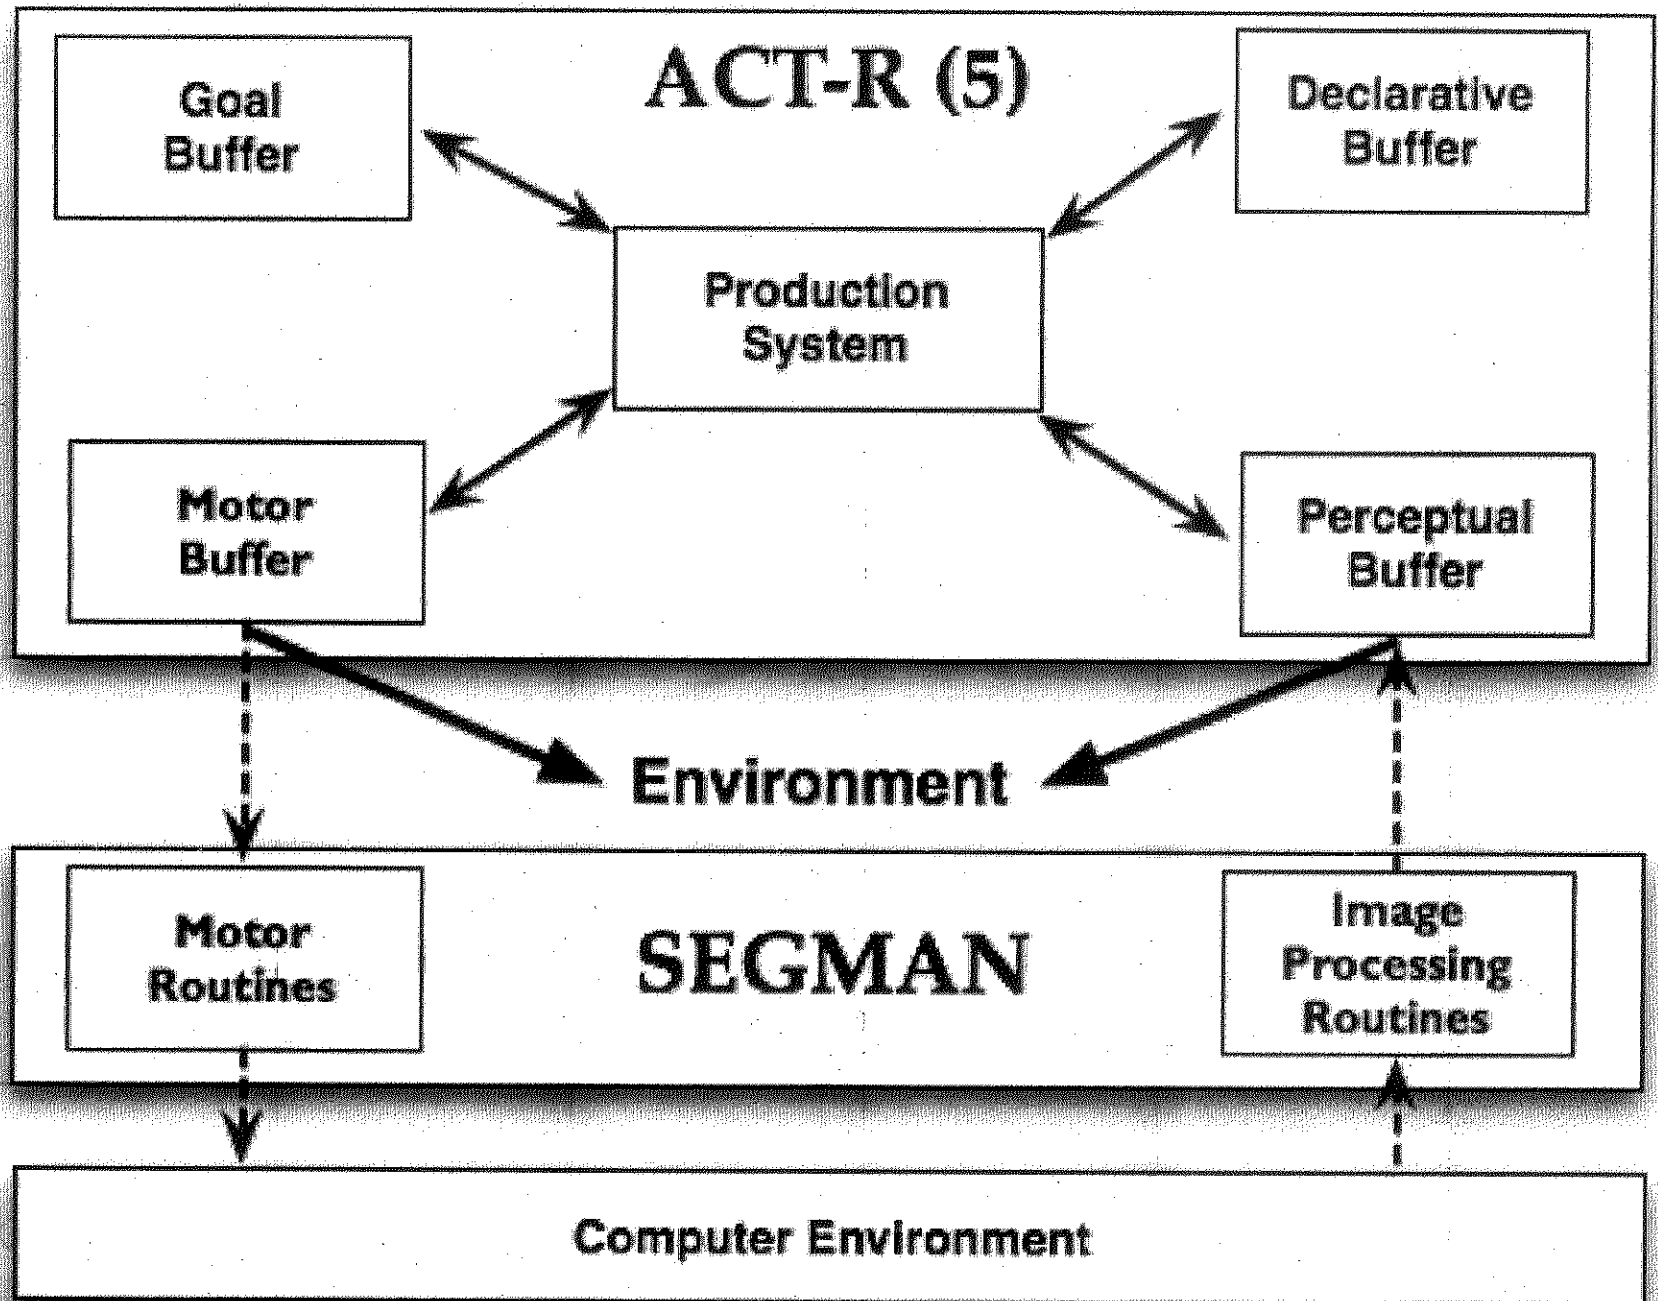 ACT-R (5)
Goal
Buffer
Declarative
Buffer
Production
System
Motor
Buffer
Perceptual
Buffer
Environment
Motor
Routines
SEGMAN
Image
Processing
Routines
Computer Environment